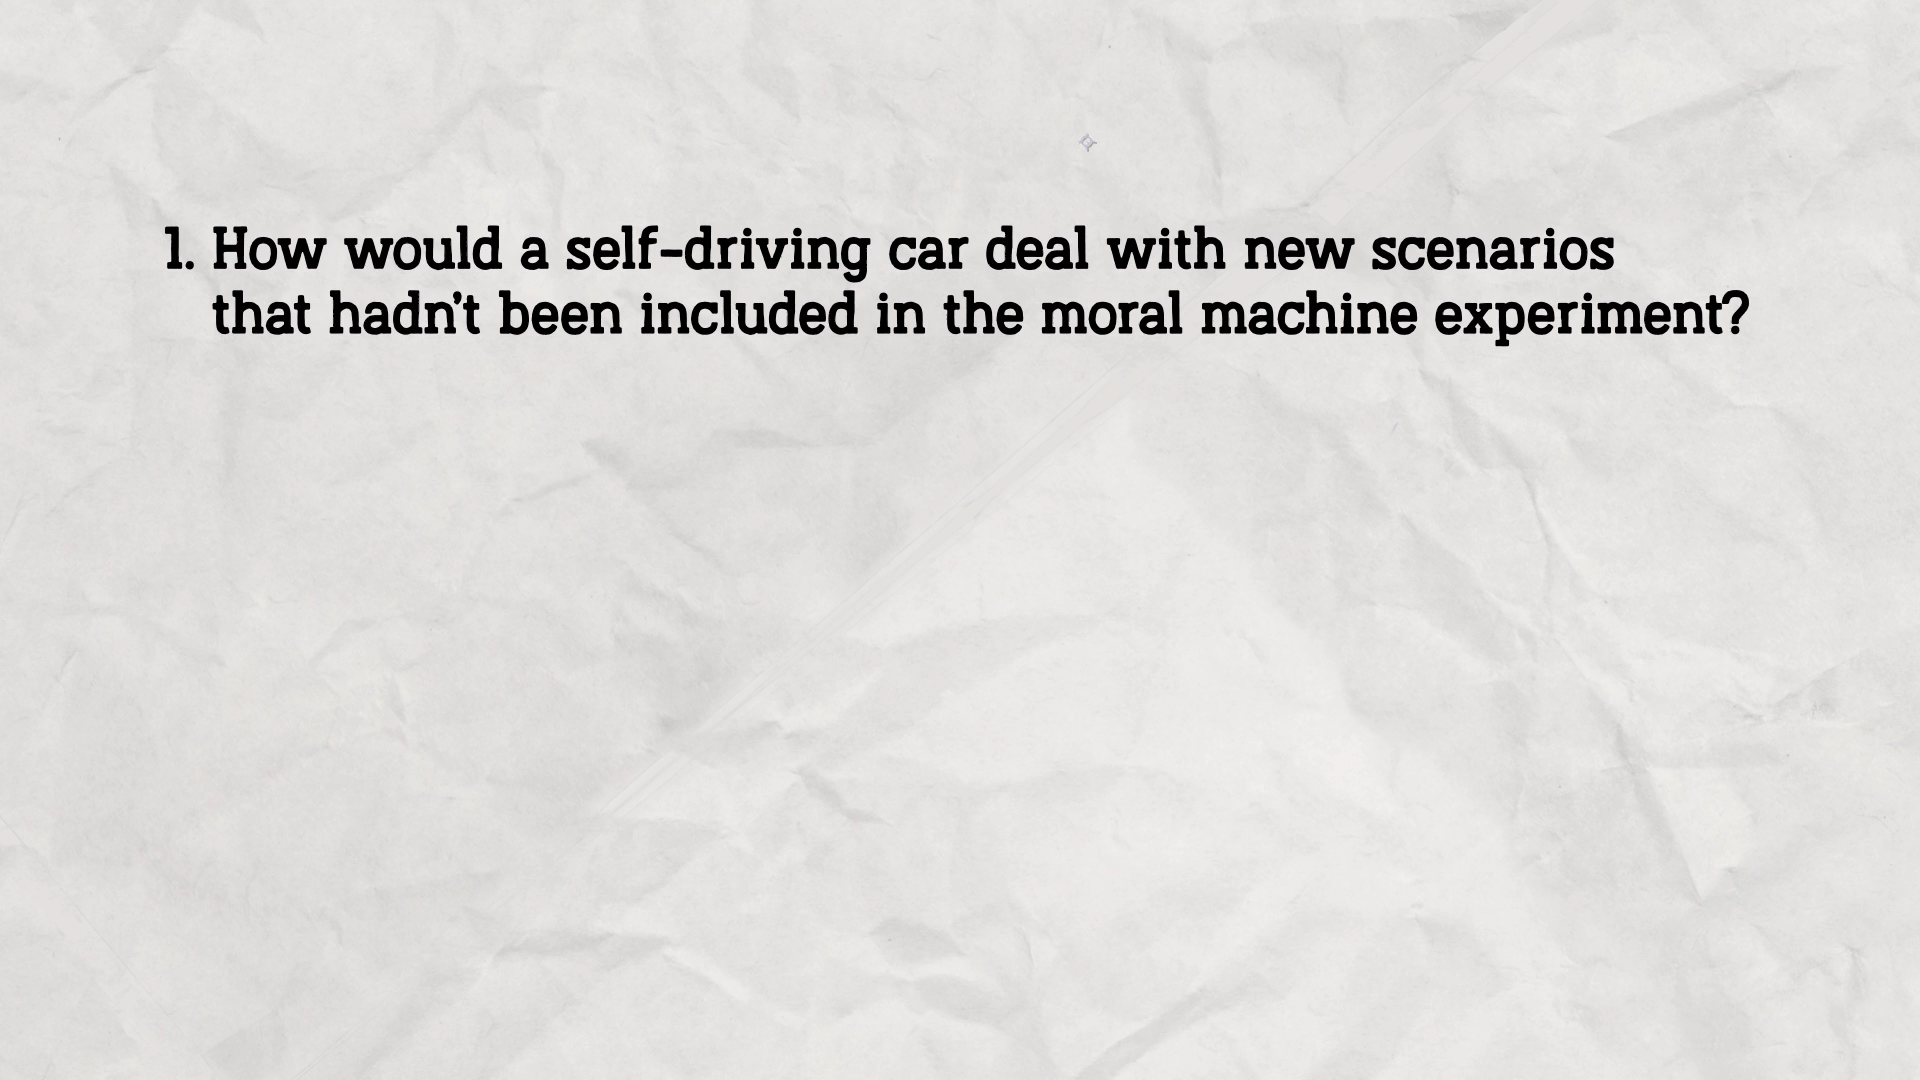 1. How would a self-driving car deal with new scenarios
that hadn't been included in the moral machine experiment?